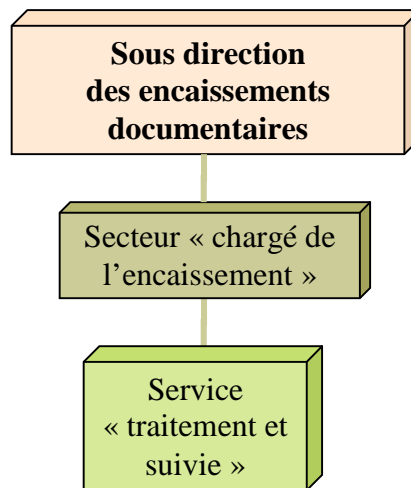 Sous direction
des encaissements
documentaires
Secteur « chargé de
l’encaissement »
Service
« traitement et
suivie »